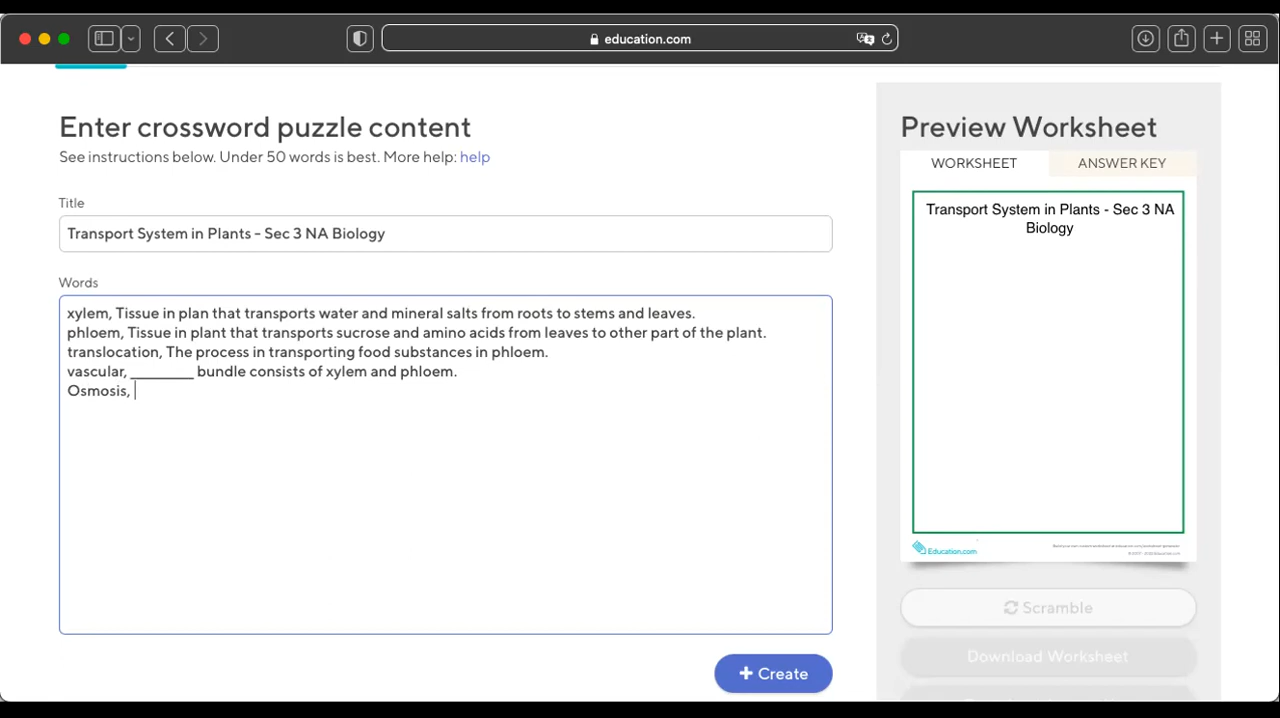 education.com
Enter crossword puzzle content
See instructions below. Under 50 words is best. More help: help
Title
Transport System in Plants - Sec 3 NA Biology
Words
xylem, Tissue in plan that transports water and mineral salts from roots to stems and leaves.
phloem, Tissue in plant that transports sucrose and amino acids from leaves to other part of the plant.
translocation, The process in transporting food substances in phloem.
vascular, ________ bundle consists of xylem and phloem.
Osmosis,
+ Create
Preview Worksheet
WORKSHEET
ANSWER KEY
Transport System in Plants - Sec 3 NA
Biology
Education.com
Scramble
Download Worksheet